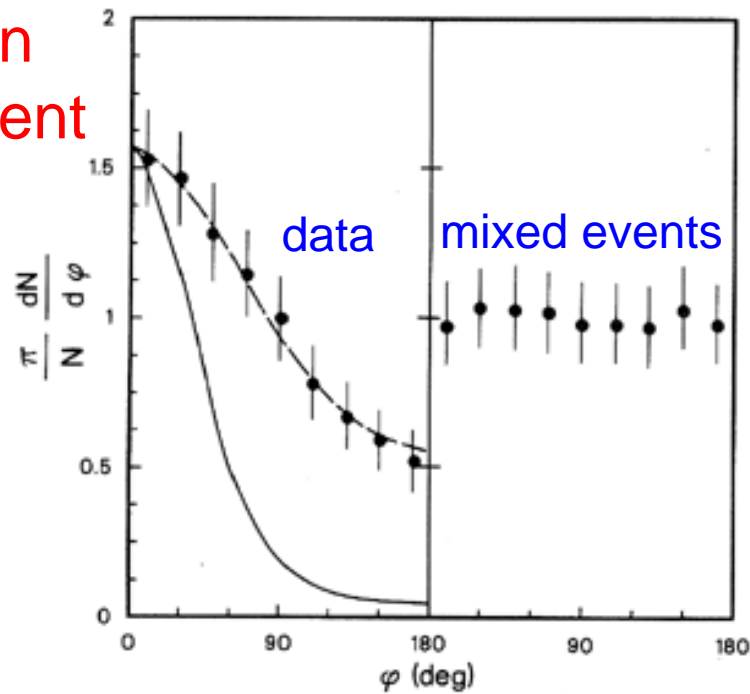 n
ent
2
1.5
1
0.5
0
π/N dN/dφ
data
mixed events
0 90 180 90 180
φ (deg)